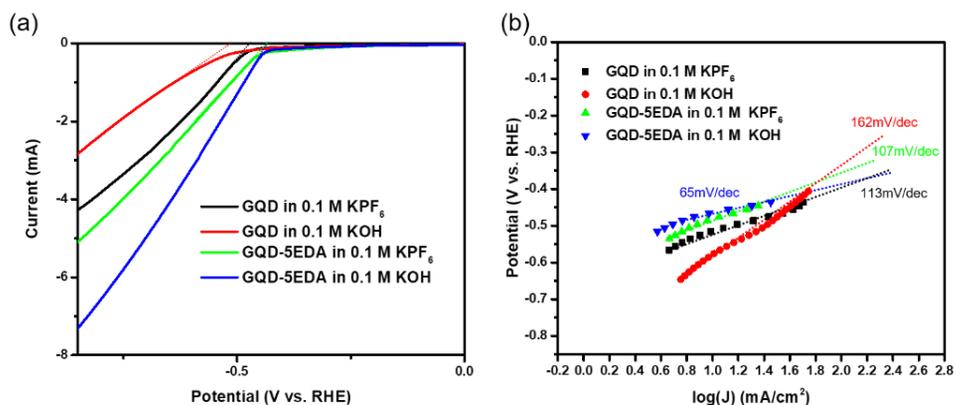 (a)
0
-2
-4
-6
-8
Current (mA)
-0.5
0.0
Potential (V vs. RHE)
GQD in 0.1 M KPF₆
GQD in 0.1 M KOH
GQD-5EDA in 0.1 M KPF₆
GQD-5EDA in 0.1 M KOH
(b)
0.0
-0.1
-0.2
-0.3
-0.4
-0.5
-0.6
-0.7
-0.8
Potential (V vs. RHE)
GQD in 0.1 M KPF₆
GQD in 0.1 M KOH
GQD-5EDA in 0.1 M KPF₆
GQD-5EDA in 0.1 M KOH
162mV/dec
107mV/dec
65mV/dec
113mV/dec
-0.2 0.0 0.2 0.4 0.6 0.8 1.0 1.2 1.4 1.6 1.8 2.0 2.2 2.4 2.6 2.8
log(J) (mA/cm²)